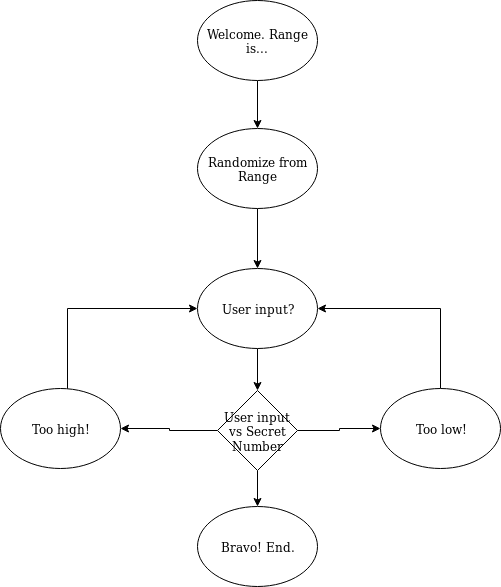 Welcome. Range
is...
Randomize from
Range
User input?
Too high!
User input
vs Secret
Number
Too low!
Bravo! End.